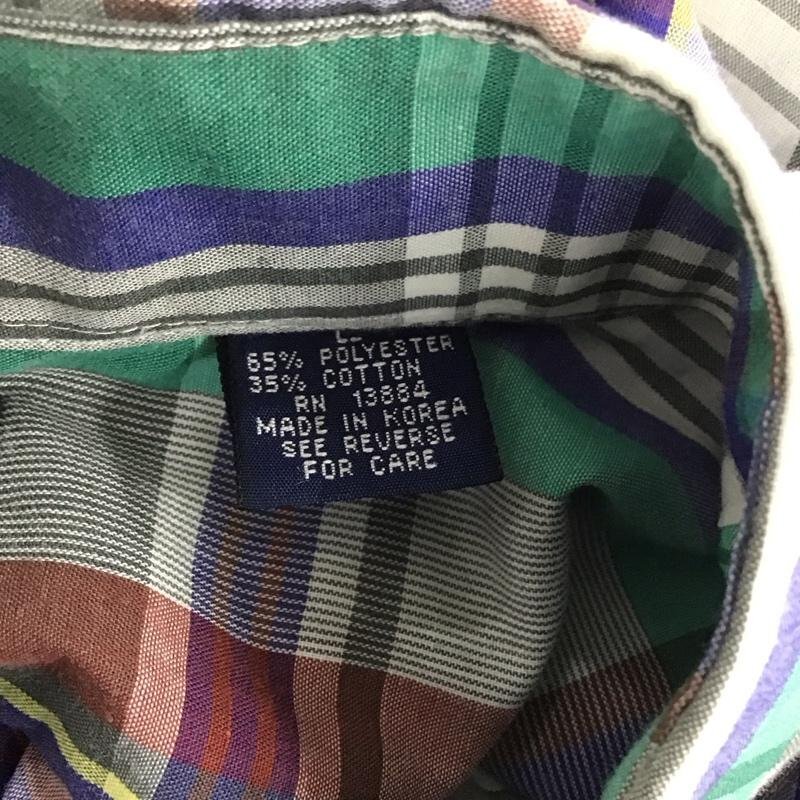 65% POLYESTER
35% COTTON
RN 13884
MADE IN KOREA
SEE REVERSE
FOR CARE